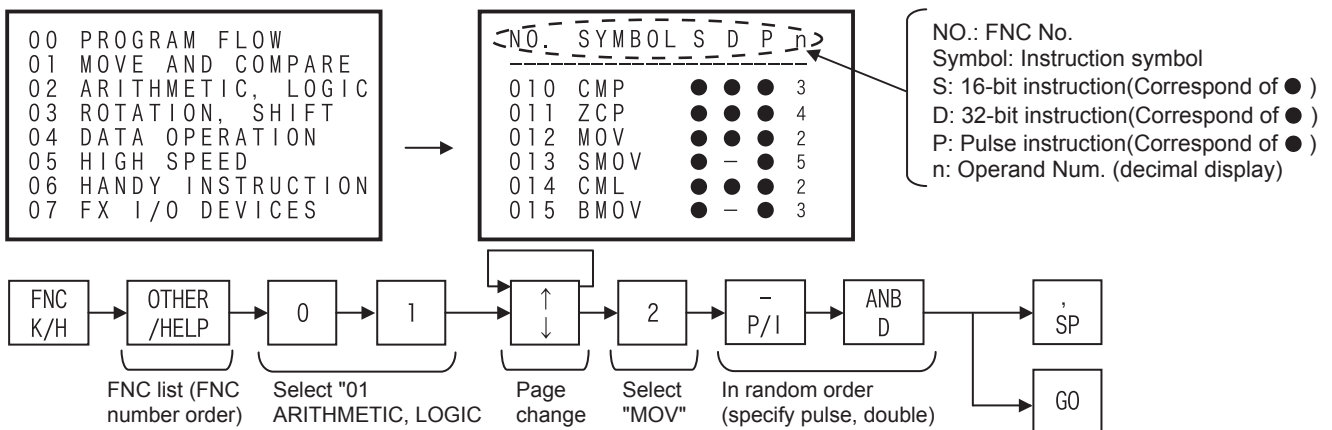 00 PROGRAM FLOW
01 MOVE AND COMPARE
02 ARITHMETIC, LOGIC
03 ROTATION, SHIFT
04 DATA OPERATION
05 HIGH SPEED
06 HANDY INSTRUCTION
07 FX I/O DEVICES
NO. SYMBOL S D P n
010 CMP ● ● ● 3
011 ZCP ● ● ● 4
012 MOV ● ● ● 2
013 SMOV ● – ● 5
014 CML ● ● ● 2
015 BMOV ● – ● 3
NO.: FNC No.
Symbol: Instruction symbol
S: 16-bit instruction(Correspond of ● )
D: 32-bit instruction(Correspond of ● )
P: Pulse instruction(Correspond of ● )
n: Operand Num. (decimal display)
FNC
K/H
OTHER
/HELP
0
1
↑
↓
2
–
P/I
ANB
D
,
SP
GO
FNC list (FNC
number order)
Select "01
ARITHMETIC, LOGIC
Page
change
Select
"MOV"
In random order
(specify pulse, double)